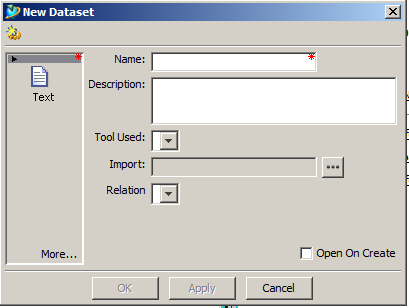 New Dataset
Text
More...
Name:
Description:
Tool Used:
Import:
...
Relation
Open On Create
OK Apply Cancel